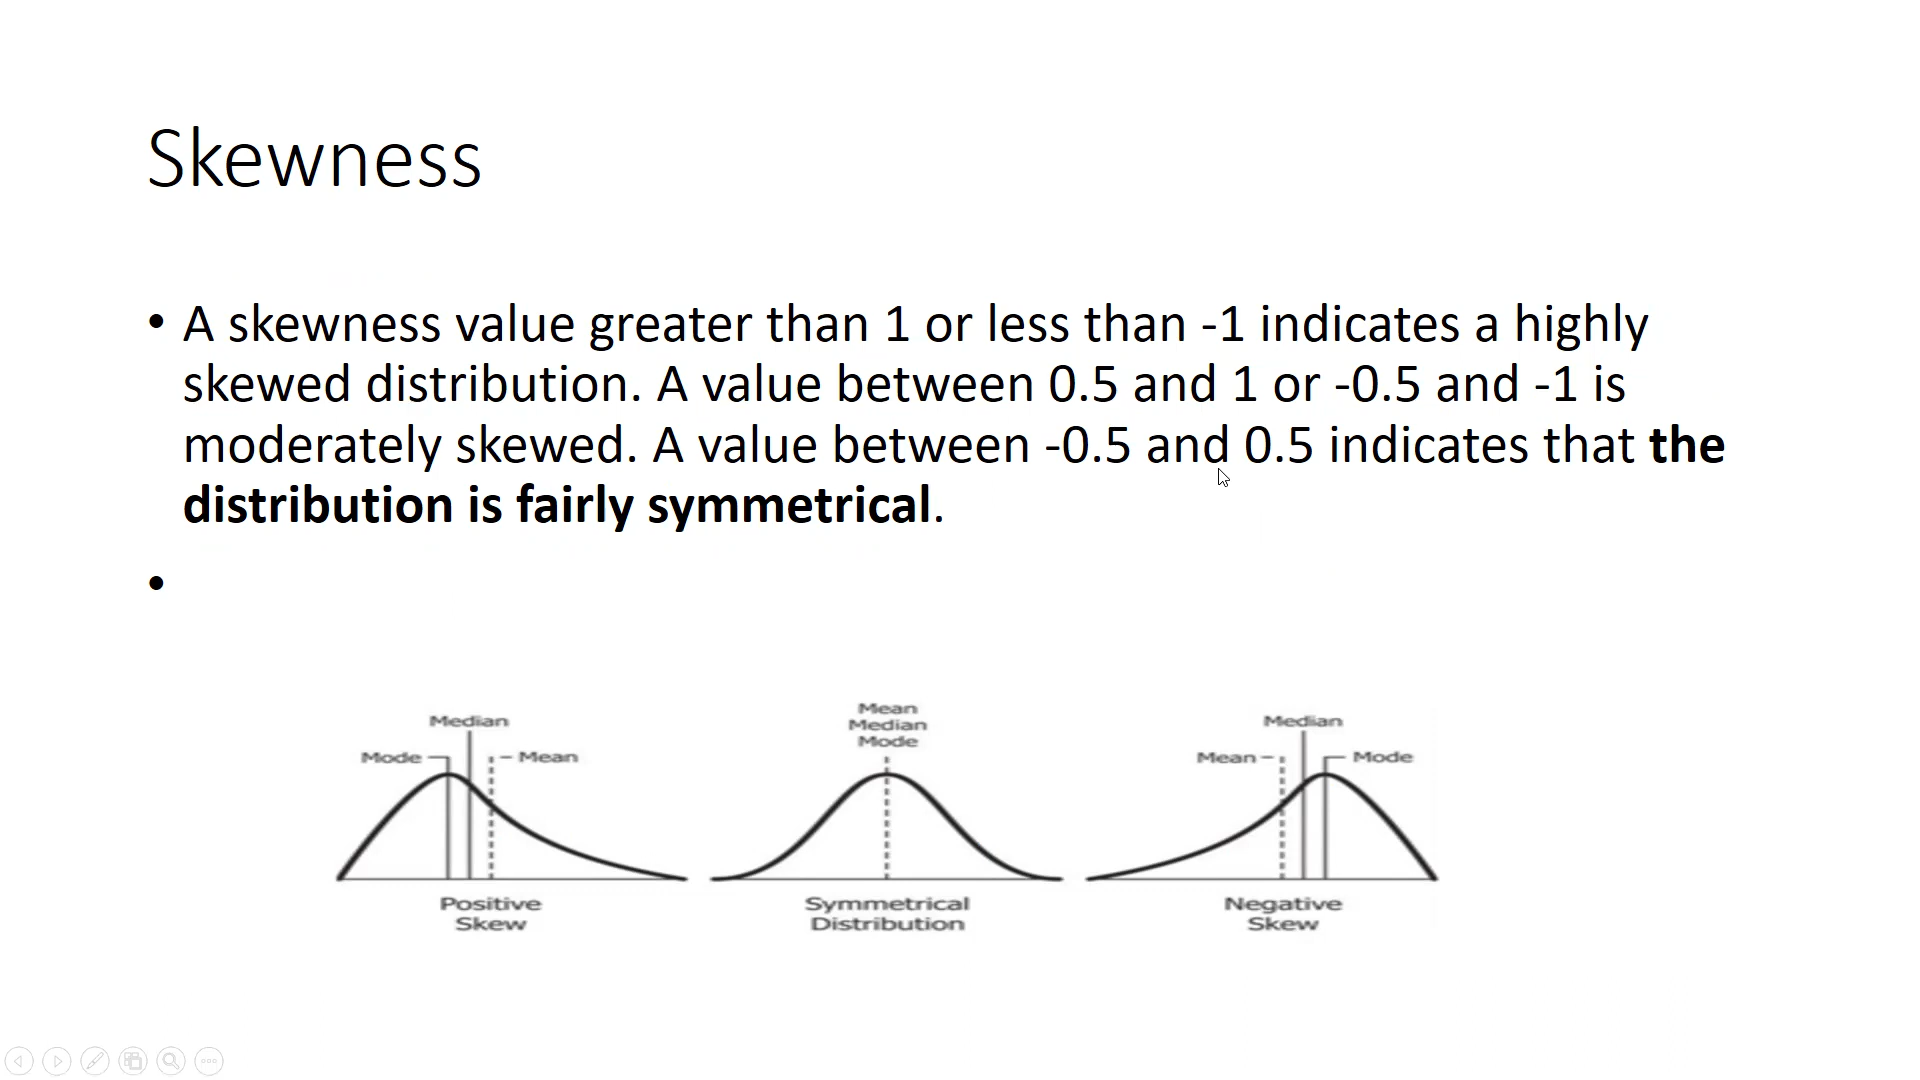 Skewness
• A skewness value greater than 1 or less than -1 indicates a highly
skewed distribution. A value between 0.5 and 1 or -0.5 and -1 is
moderately skewed. A value between -0.5 and 0.5 indicates that the
distribution is fairly symmetrical.
•
Median
Mode
Mean
Positive
Skew
Mean
Median
Mode
Symmetrical
Distribution
Median
Mean
Mode
Negative
Skew